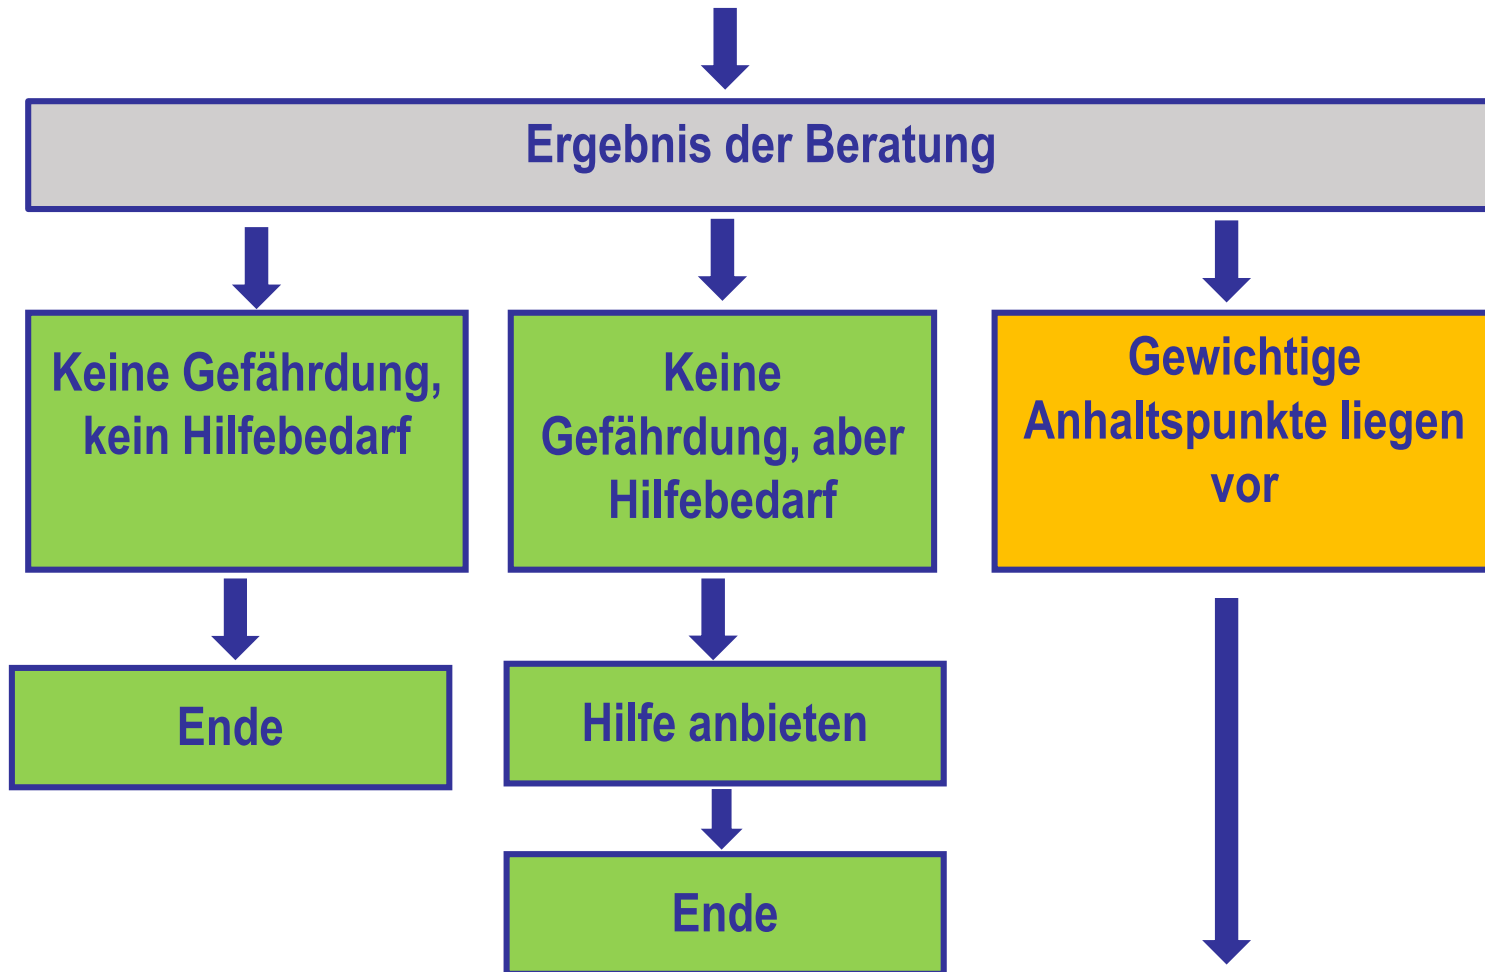 Ergebnis der Beratung
Keine Gefährdung,
kein Hilfebedarf
Keine
Gefährdung, aber
Hilfebedarf
Gewichtige
Anhaltspunkte liegen
vor
Ende
Hilfe anbieten
Ende